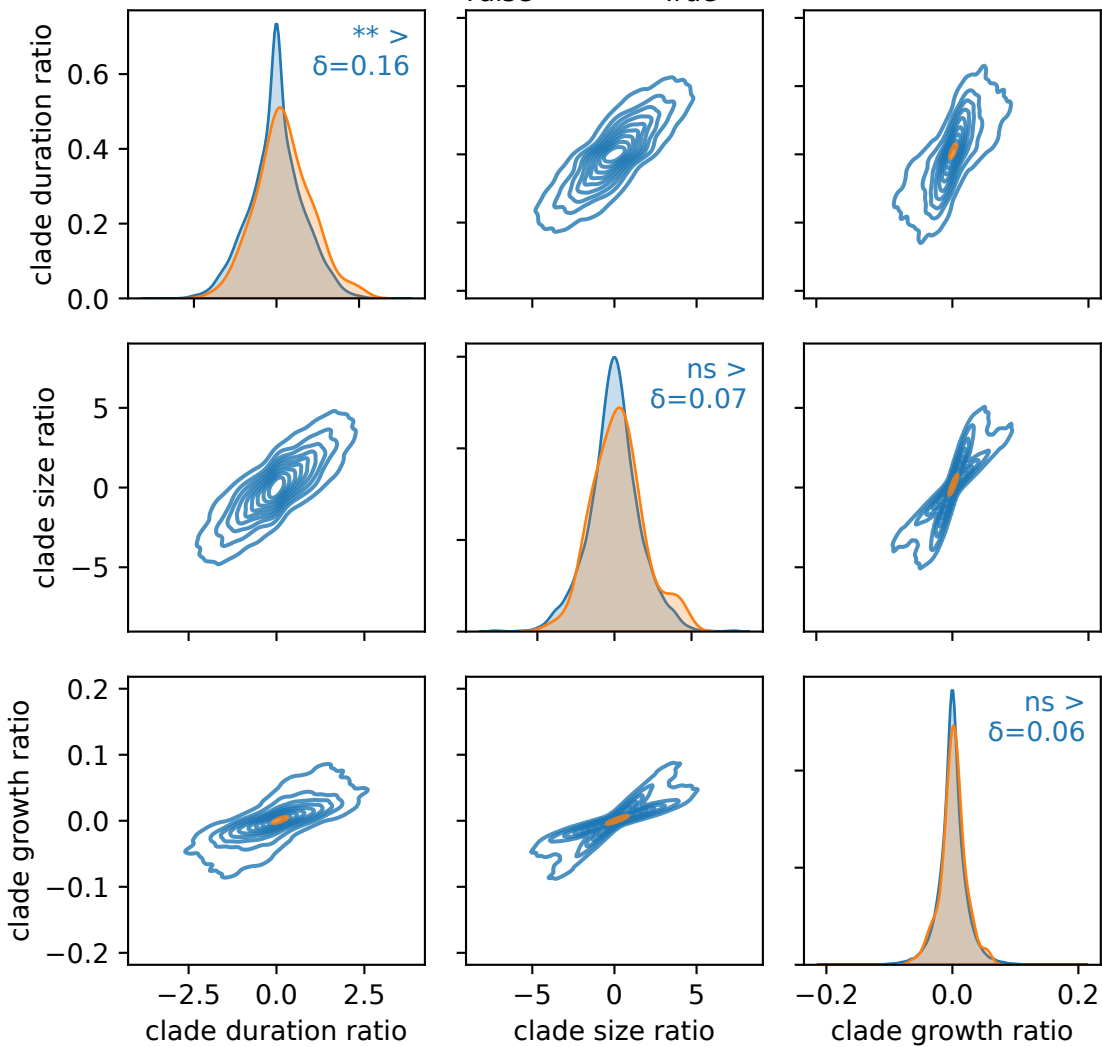 clade duration ratio
0.6
0.4
0.2
0.0
** >
δ=0.16
clade size ratio
5
0
−5
ns >
δ=0.07
clade growth ratio
0.2
0.1
0.0
−0.1
−0.2
ns >
δ=0.06
−2.5 0.0 2.5
−5 0 5
−0.2 0.0 0.2
clade duration ratio
clade size ratio
clade growth ratio